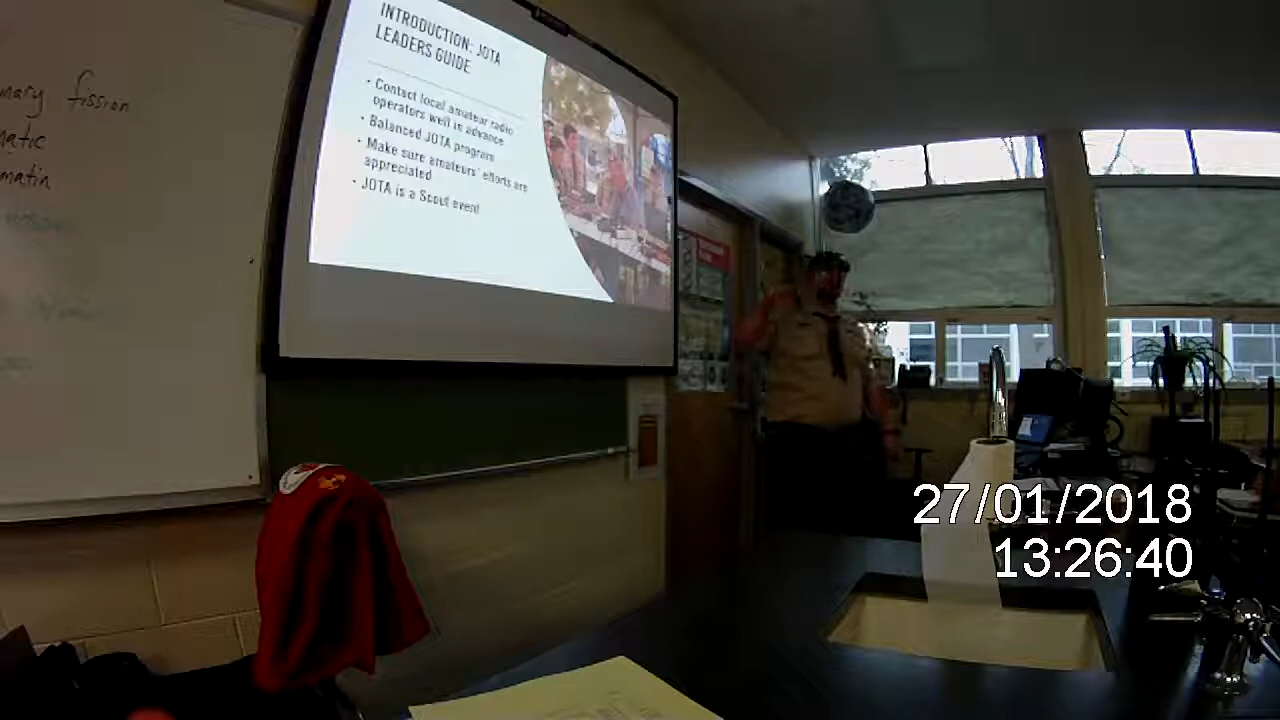 fission
INTRODUCTION: JOTA
LEADERS GUIDE
• Contact local amateur radio
operators well in advance
• Balanced JOTA program
• Make sure amateurs' efforts are
appreciated
• JOTA is a Scout event
27/01/2018
13:26:40